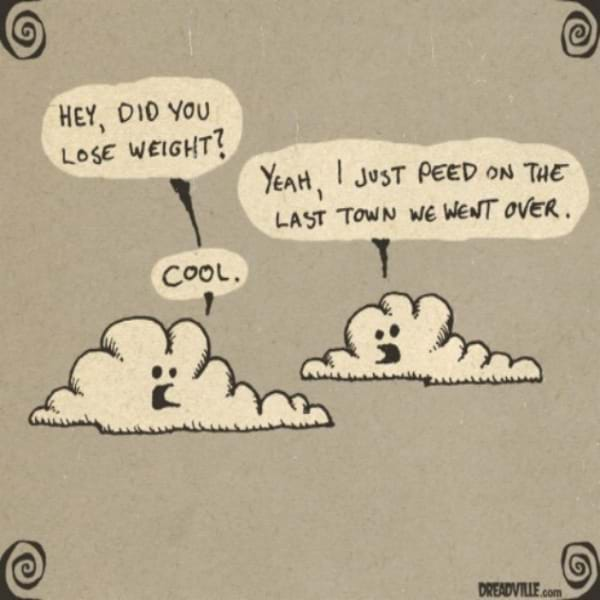 HEY, DID YOU
LOSE WEIGHT?
YEAH, I JUST PEED ON THE
LAST TOWN WE WENT OVER.
COOL.
DREADVILLE.com